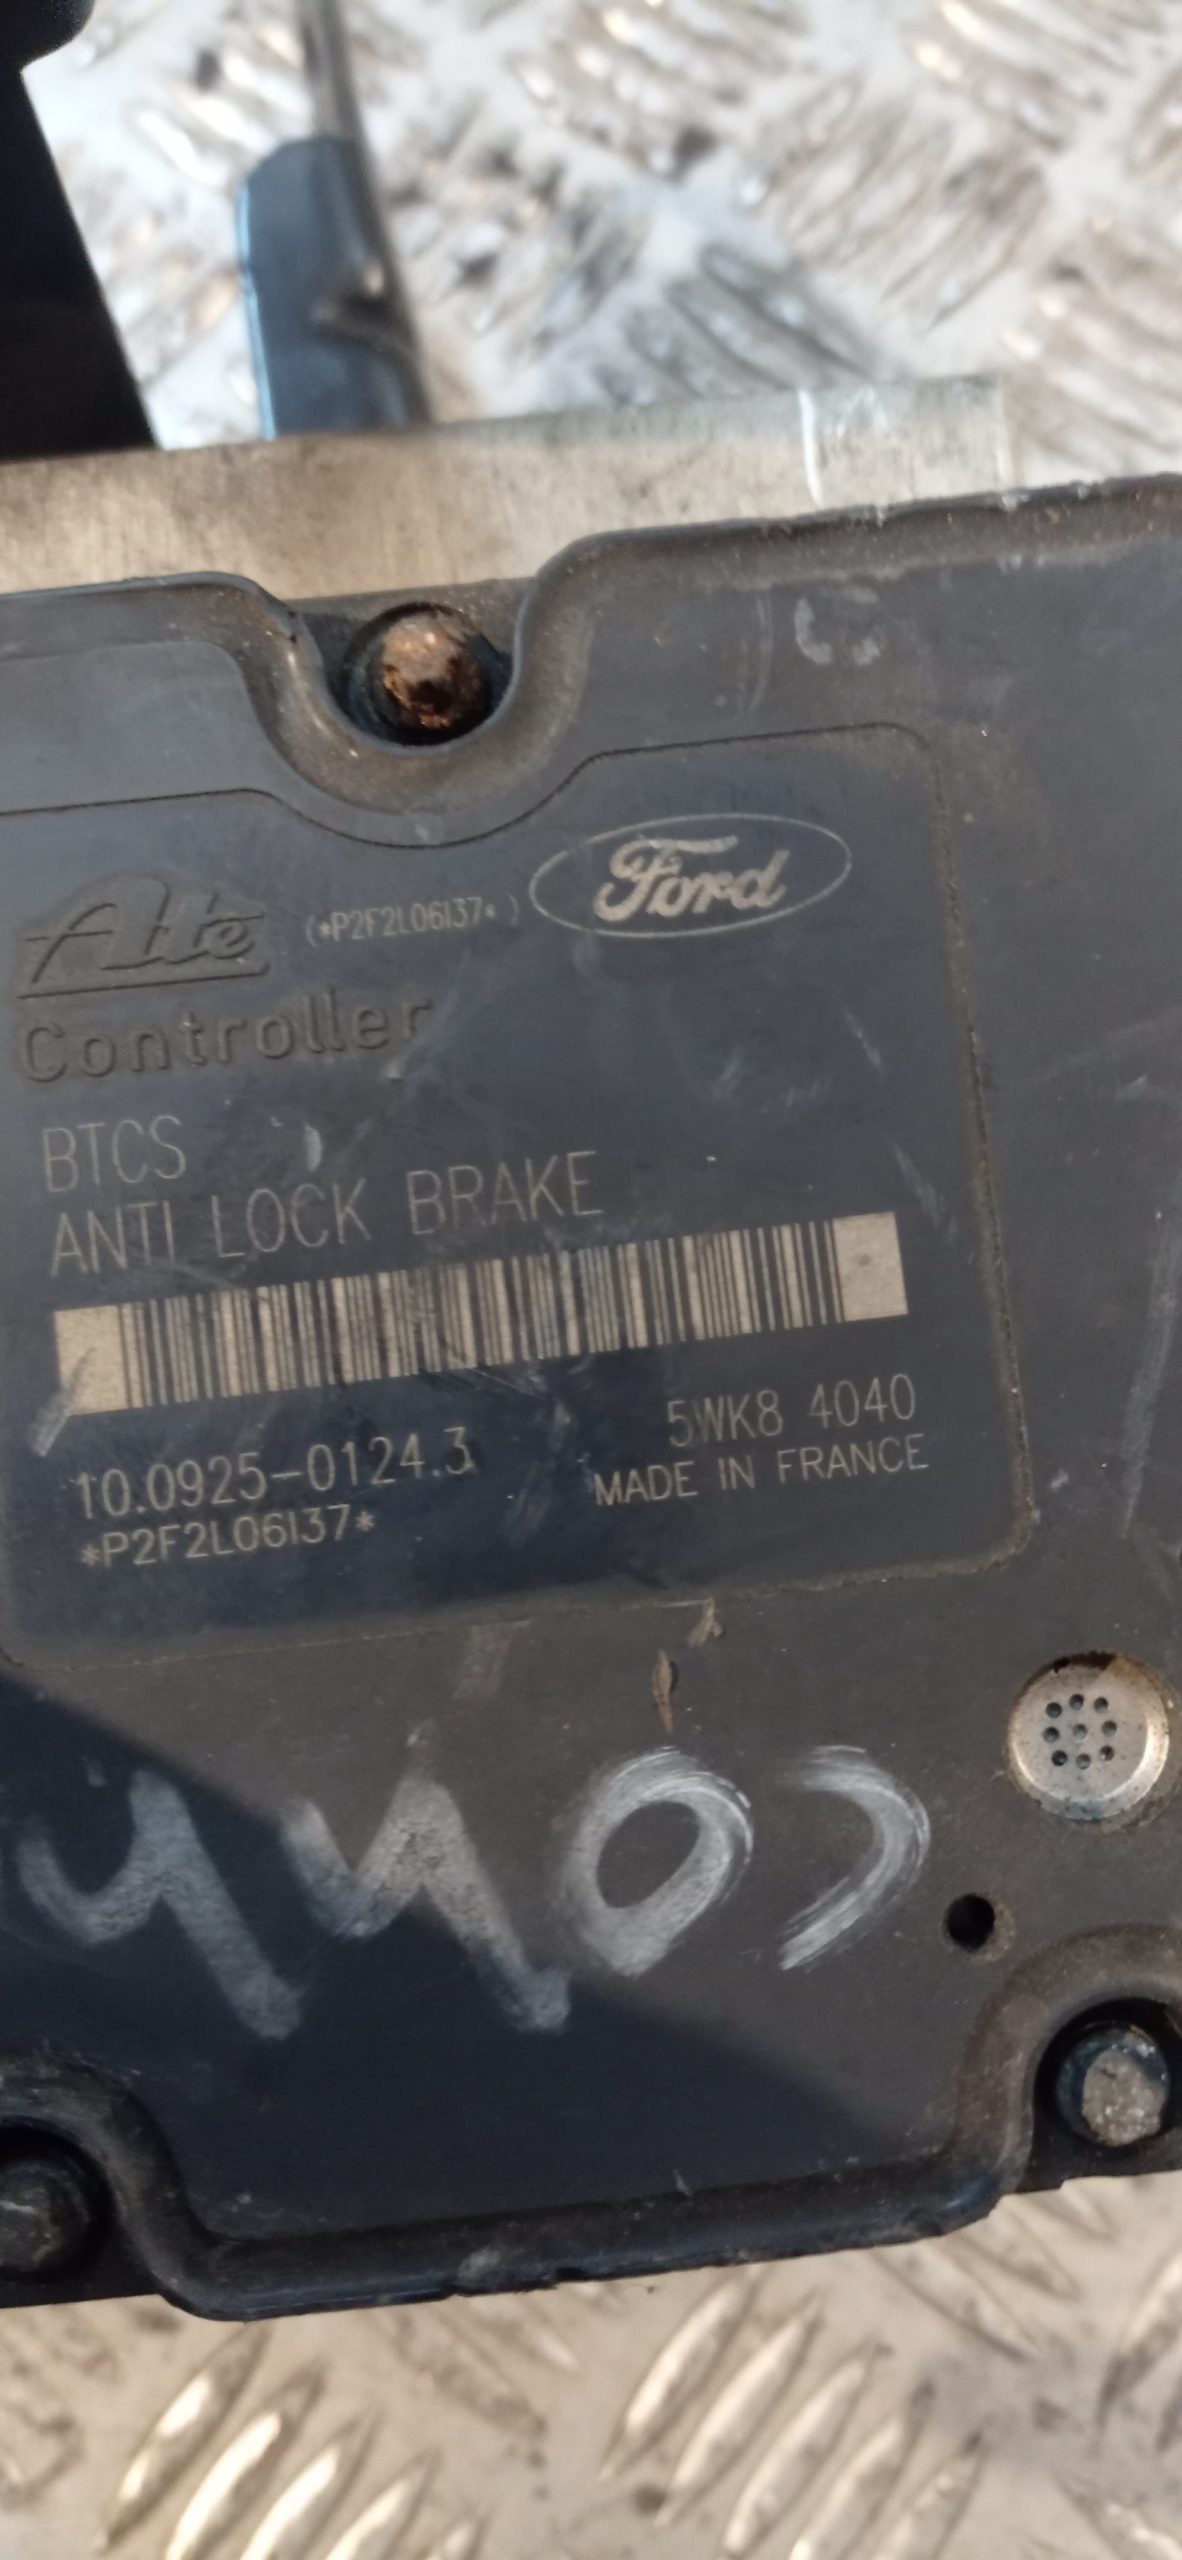 Ate (*P2F2L06137*) Ford
Controller
BTCS
ANTI LOCK BRAKE
10.0925-0124.3 5WK8 4040
*P2F2L06137* MADE IN FRANCE